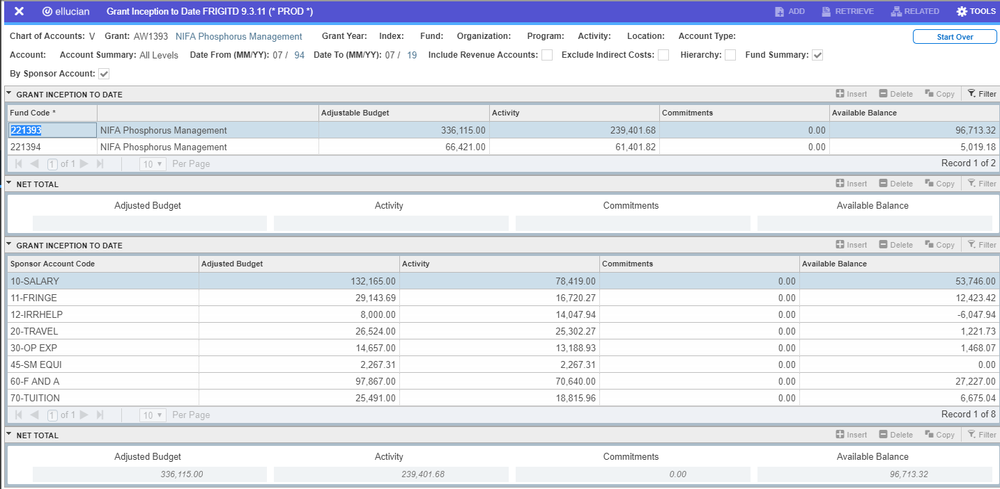 ellucian Grant Inception to Date FRIGITD 9.3.11 (* PROD *) ADD RETRIEVE RELATED TOOLS
Chart of Accounts: V Grant: AW1393 NIFA Phosphorus Management Grant Year: Index: Fund: Organization: Program: Activity: Location: Account Type: Start Over
Account: Account Summary: All Levels Date From (MM/YY): 07 / 94 Date To (MM/YY): 07 / 19 Include Revenue Accounts: Exclude Indirect Costs: Hierarchy: Fund Summary:
By Sponsor Account:
GRANT INCEPTION TO DATE Insert Delete Copy Filter
Fund Code * Adjustable Budget Activity Commitments Available Balance
221393 NIFA Phosphorus Management 336,115.00 239,401.68 0.00 96,713.32
221394 NIFA Phosphorus Management 66,421.00 61,401.82 0.00 5,019.18
1 of 1 10 Per Page Record 1 of 2
NET TOTAL Insert Delete Copy Filter
Adjusted Budget Activity Commitments Available Balance
GRANT INCEPTION TO DATE Insert Delete Copy Filter
Sponsor Account Code Adjusted Budget Activity Commitments Available Balance
10-SALARY 132,165.00 78,419.00 0.00 53,746.00
11-FRINGE 29,143.69 16,720.27 0.00 12,423.42
12-IRRHELP 8,000.00 14,047.94 0.00 -6,047.94
20-TRAVEL 26,524.00 25,302.27 0.00 1,221.73
30-OP EXP 14,657.00 13,188.93 0.00 1,468.07
45-SM EQUI 2,267.31 2,267.31 0.00 0.00
60-F AND A 97,867.00 70,640.00 0.00 27,227.00
70-TUITION 25,491.00 18,815.96 0.00 6,675.04
1 of 1 10 Per Page Record 1 of 8
NET TOTAL Insert Delete Copy Filter
Adjusted Budget Activity Commitments Available Balance
336,115.00 239,401.68 0.00 96,713.32